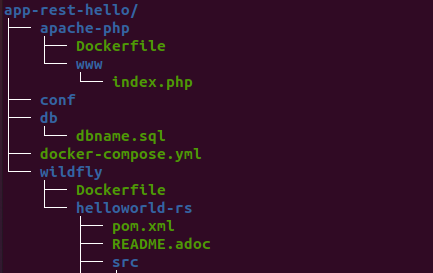 app-rest-hello/
apache-php
Dockerfile
www
index.php
conf
db
dbname.sql
docker-compose.yml
wildfly
Dockerfile
helloworld-rs
pom.xml
README.adoc
src